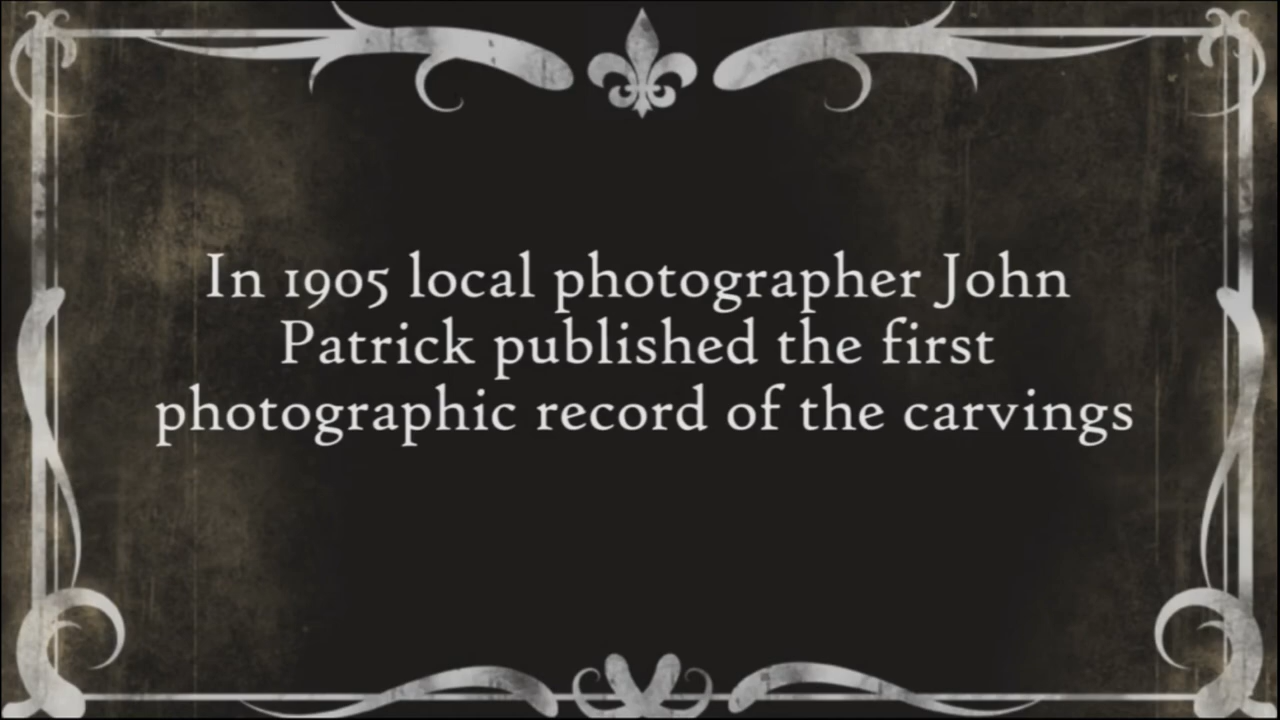 In 1905 local photographer John
Patrick published the first
photographic record of the carvings